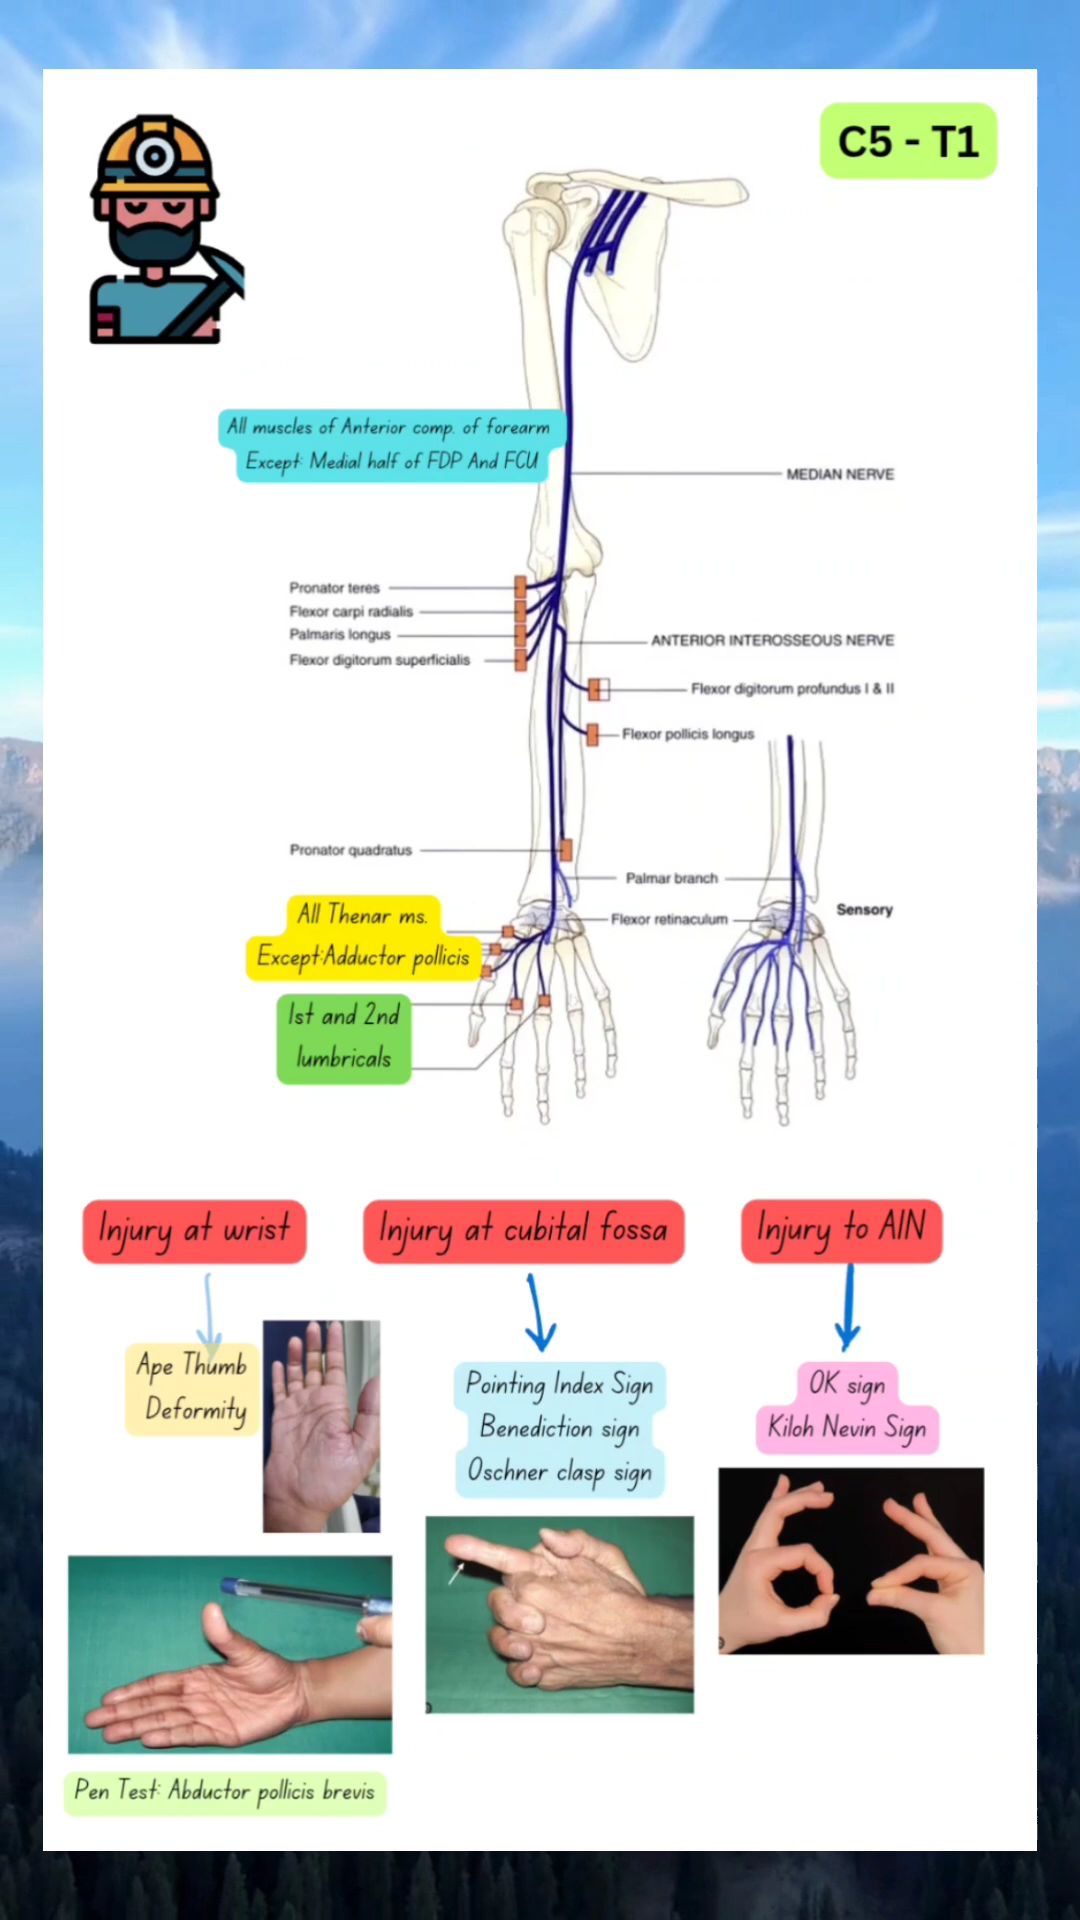 C5 - T1
All muscles of Anterior comp. of forearm
Except: Medial half of FDP And FCU
MEDIAN NERVE
Pronator teres
Flexor carpi radialis
Palmaris longus
Flexor digitorum superficialis
ANTERIOR INTEROSSEOUS NERVE
Flexor digitorum profundus I & II
Flexor pollicis longus
Pronator quadratus
Palmar branch
Flexor retinaculum
Sensory
All Thenar ms.
Except:Adductor pollicis
1st and 2nd
lumbricals
Injury at wrist
Injury at cubital fossa
Injury to AIN
Ape Thumb
Deformity
Pointing Index Sign
Benediction sign
Oschner clasp sign
OK sign
Kiloh Nevin Sign
Pen Test: Abductor pollicis brevis